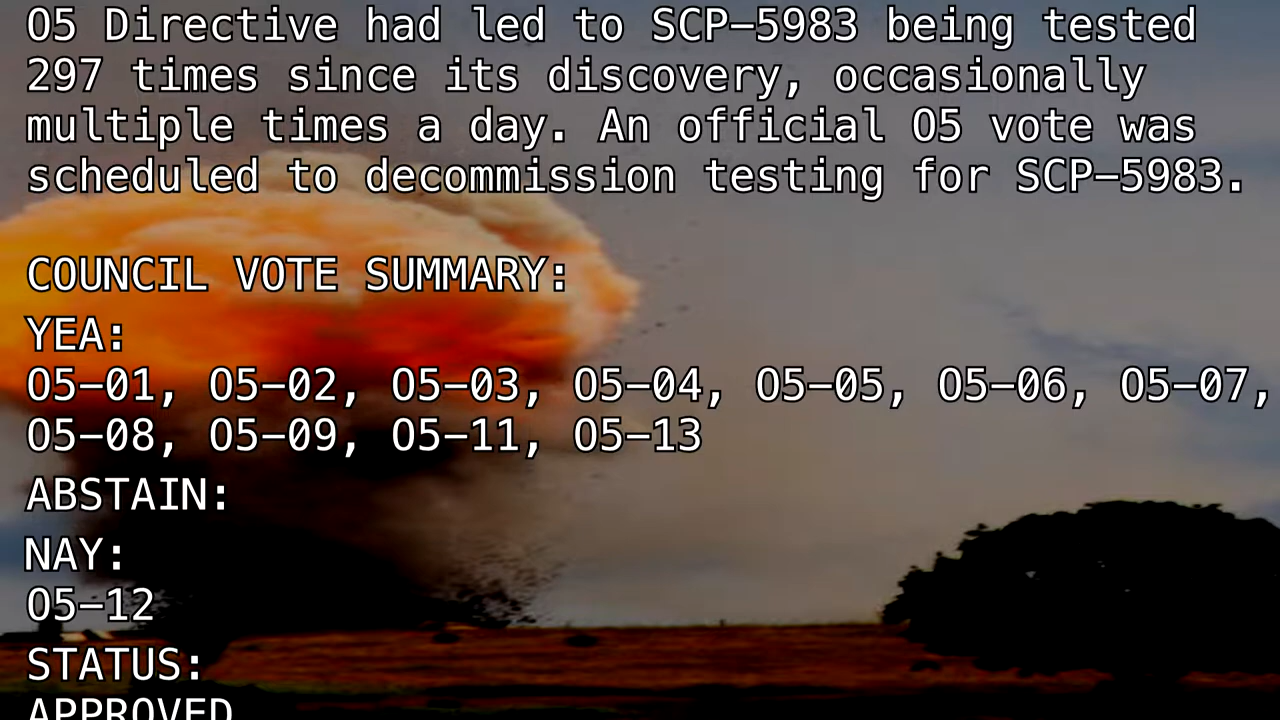 O5 Directive had led to SCP–5983 being tested
297 times since its discovery, occasionally
multiple times a day. An official O5 vote was
scheduled to decommission testing for SCP–5983.
COUNCIL VOTE SUMMARY:
YEA:
O5–01, O5–02, O5–03, O5–04, O5–05, O5–06, O5–07,
O5–08, O5–09, O5–11, O5–13
ABSTAIN:
NAY:
O5–12
STATUS:
APPROVED